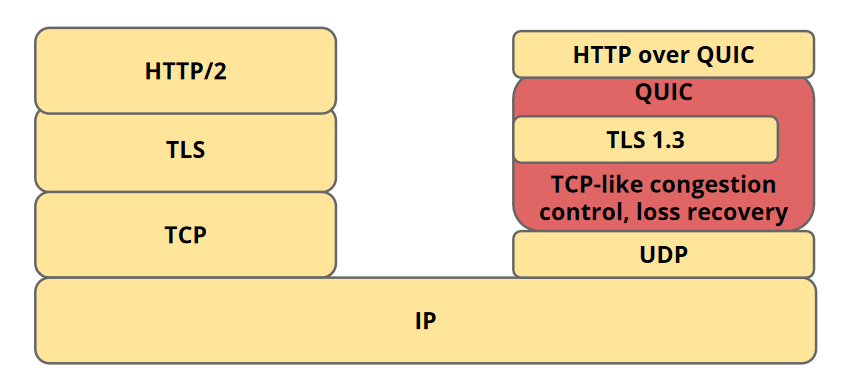 HTTP/2
TLS
TCP
HTTP over QUIC
QUIC
TLS 1.3
TCP-like congestion
control, loss recovery
UDP
IP